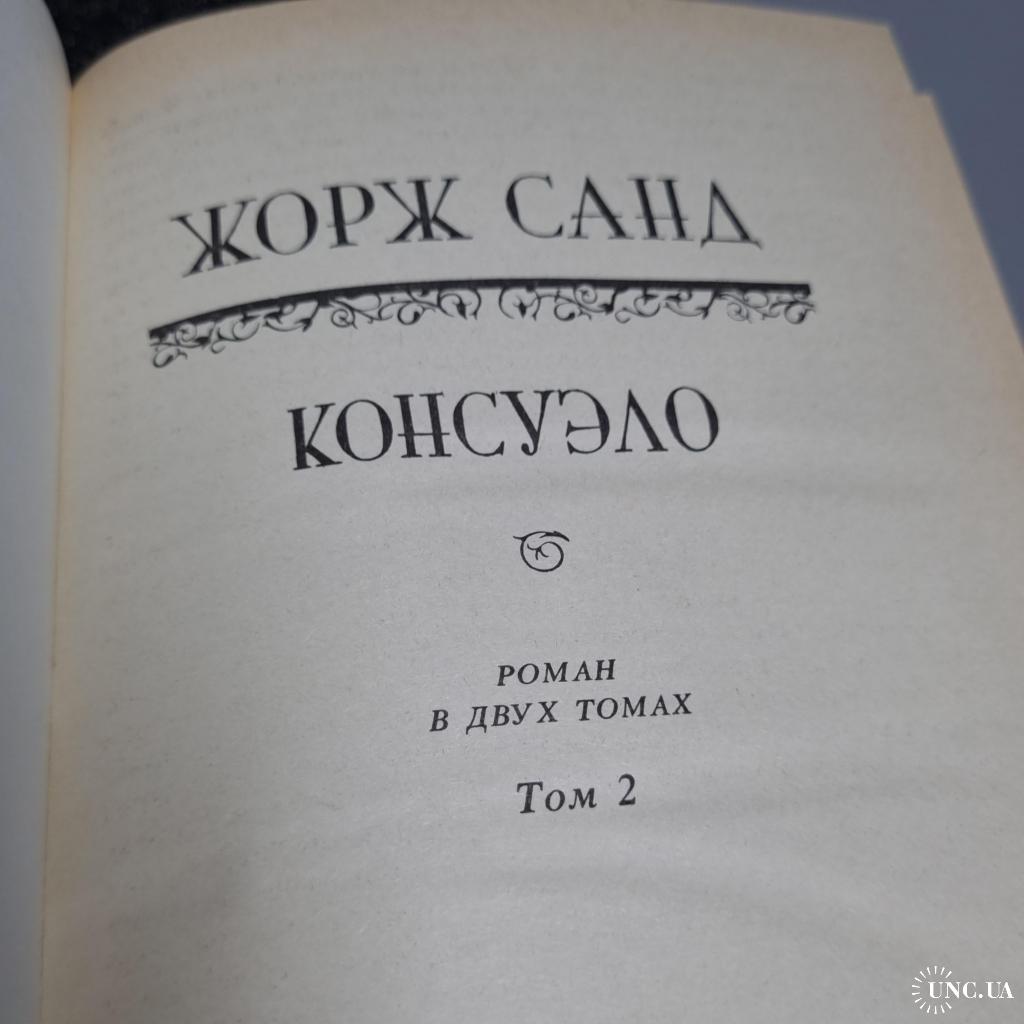 ЖОРЖ САНД
КОНСУЭЛО
РОМАН
В ДВУХ ТОМАХ
Том 2
UNC.UA